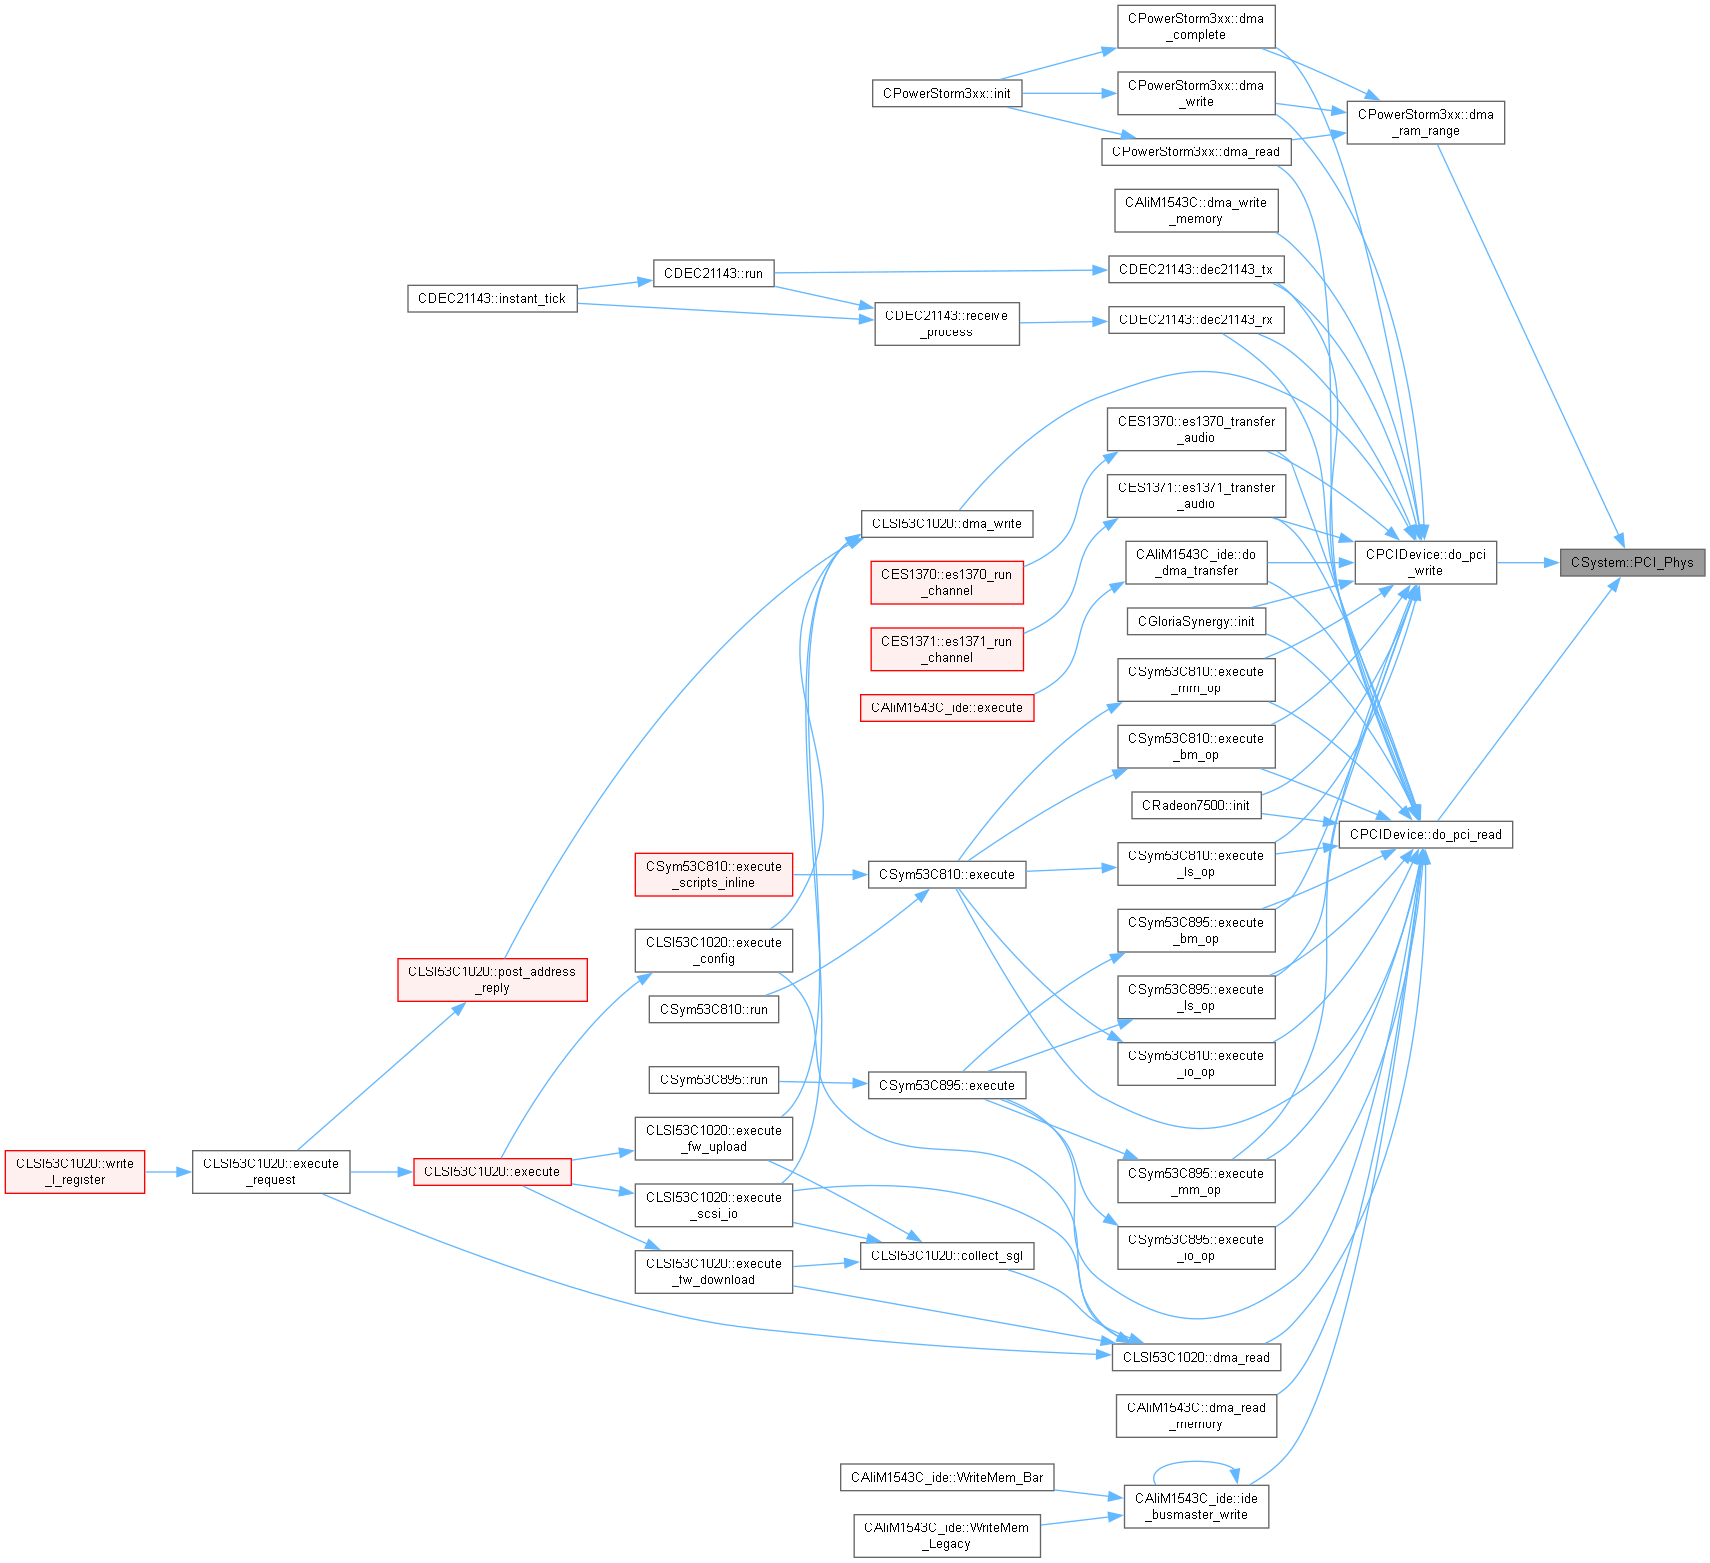 CPowerStorm3xx::dma
_complete
CPowerStorm3xx::init
CPowerStorm3xx::dma
_write
CPowerStorm3xx::dma
_ram_range
CPowerStorm3xx::dma_read
CAliM1543C::dma_write
_memory
CDEC21143::run
CDEC21143::dec21143_tx
CDEC21143::instant_tick
CDEC21143::receive
_process
CDEC21143::dec21143_rx
CES1370::es1370_transfer
_audio
CES1371::es1371_transfer
_audio
CLSI53C1020::dma_write
CAliM1543C_ide::do
_dma_transfer
CPCIDevice::do_pci
_write
CSystem::PCI_Phys
CES1370::es1370_run
_channel
CGloriaSynergy::init
CES1371::es1371_run
_channel
CSym53C810::execute
_mm_op
CAliM1543C_ide::execute
CSym53C810::execute
_bm_op
CRadeon7500::init
CPCIDevice::do_pci_read
CSym53C810::execute
_scripts_inline
CSym53C810::execute
CSym53C810::execute
_ls_op
CSym53C895::execute
_bm_op
CLSI53C1020::execute
_config
CLSI53C1020::post_address
_reply
CSym53C810::run
CSym53C895::execute
_ls_op
CSym53C810::execute
_io_op
CSym53C895::run
CSym53C895::execute
CLSI53C1020::execute
_fw_upload
CLSI53C1020::write
_l_register
CLSI53C1020::execute
_request
CLSI53C1020::execute
CSym53C895::execute
_mm_op
CLSI53C1020::execute
_scsi_io
CLSI53C1020::collect_sgl
CSym53C895::execute
_io_op
CLSI53C1020::execute
_fw_download
CLSI53C1020::dma_read
CAliM1543C::dma_read
_memory
CAliM1543C_ide::WriteMem_Bar
CAliM1543C_ide::ide
_busmaster_write
CAliM1543C_ide::WriteMem
_Legacy